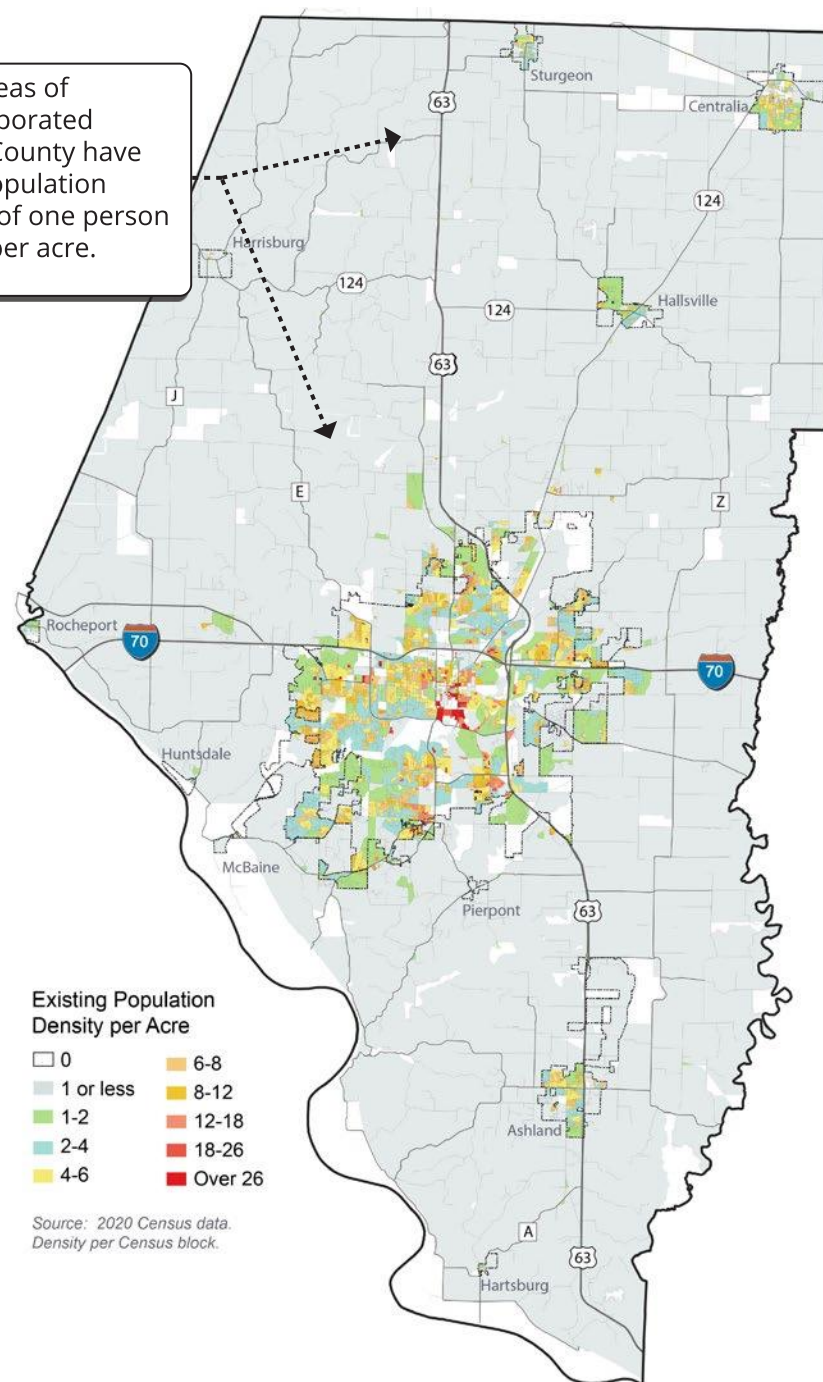 eas of
porated
County have
opulation
of one person
per acre.
Sturgeon
63
Centralia
124
Harrisburg
124
124
Hallsville
63
J
E
Z
Rocheport
70
70
Huntsdale
McBaine
Pierpont
63
Existing Population
Density per Acre
0
1 or less
1-2
2-4
4-6
6-8
8-12
12-18
18-26
Over 26
Ashland
Source: 2020 Census data.
Density per Census block.
A
63
Hartsburg